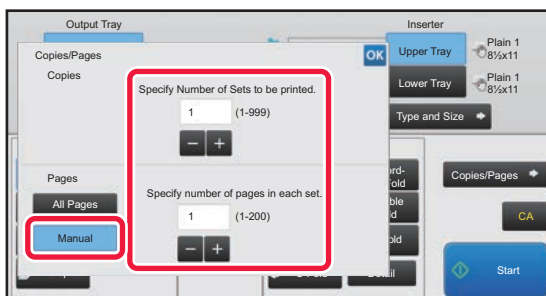 Output Tray
Inserter
Copies/Pages
OK
Upper Tray
Plain 1
8½x11
Copies
Specify Number of Sets to be printed.
1
(1-999)
Lower Tray
Plain 1
8½x11
Type and Size
Pages
Specify number of pages in each set.
All Pages
1
(1-200)
Manual
Copies/Pages
CA
Start